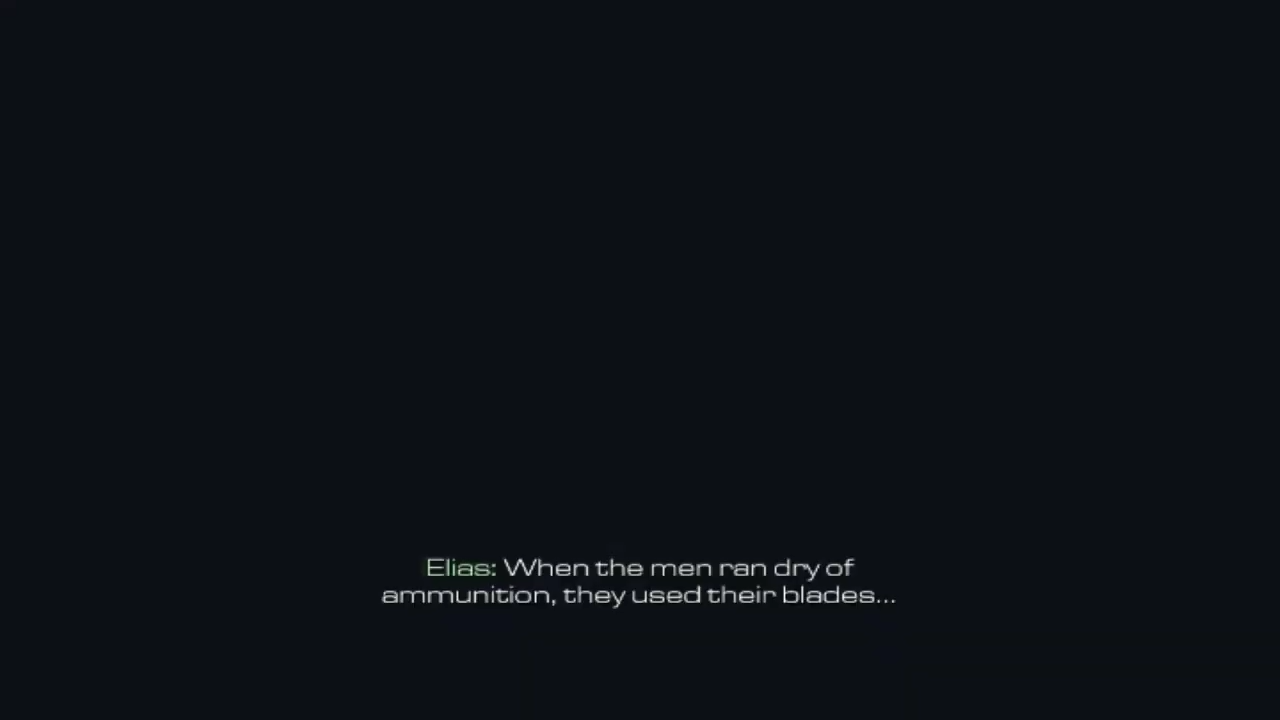 Elias: When the men ran dry of
ammunition, they used their blades...